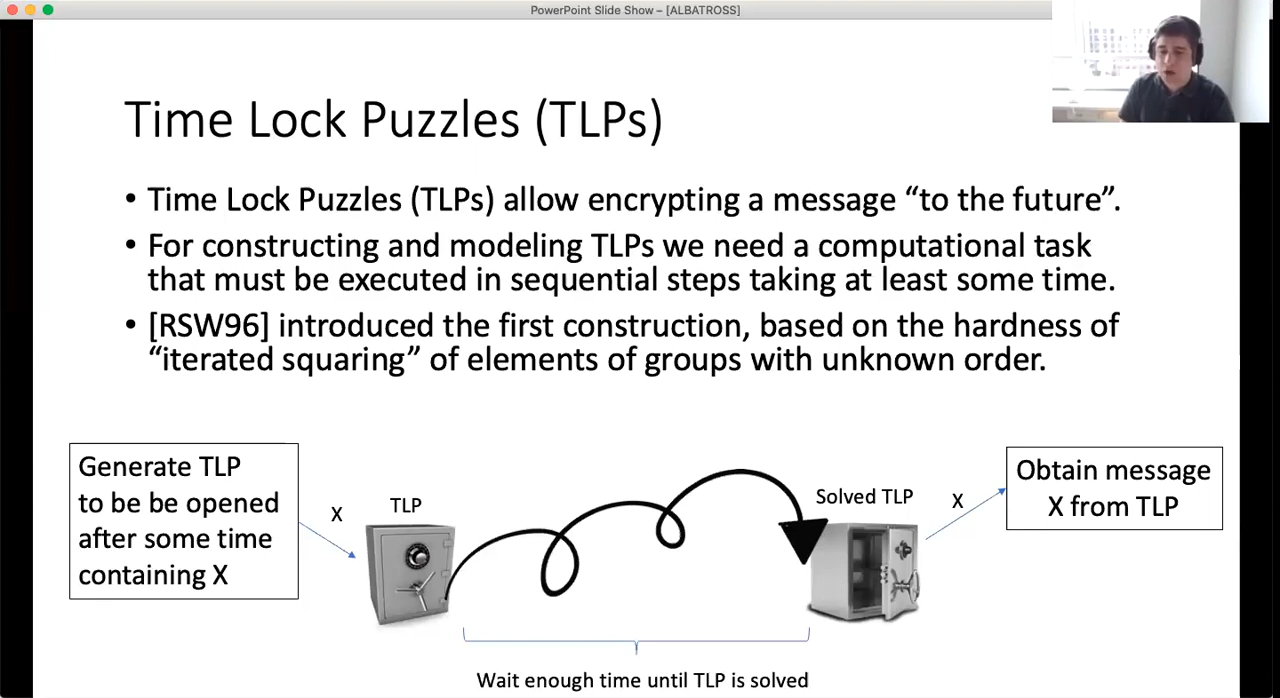 PowerPoint Slide Show – [ALBATROSS]
Time Lock Puzzles (TLPs)
• Time Lock Puzzles (TLPs) allow encrypting a message “to the future”.
• For constructing and modeling TLPs we need a computational task
that must be executed in sequential steps taking at least some time.
• [RSW96] introduced the first construction, based on the hardness of
“iterated squaring” of elements of groups with unknown order.
Generate TLP
to be be opened
after some time
containing X
X
TLP
Solved TLP
X
Obtain message
X from TLP
Wait enough time until TLP is solved